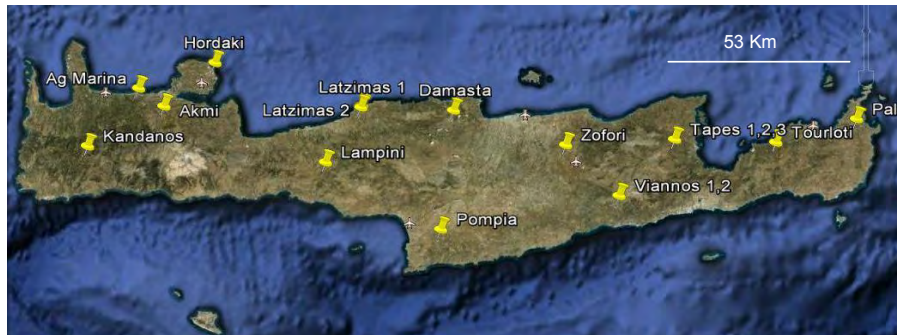 Hordaki
53 Km
Ag Marina
Latzimas 1
Damasta
Akmi
Latzimas 2
Pal
Kandanos
Zofori
Tapes 1,2,3
Tourloti
Lampini
Viannos 1,2
Pompia